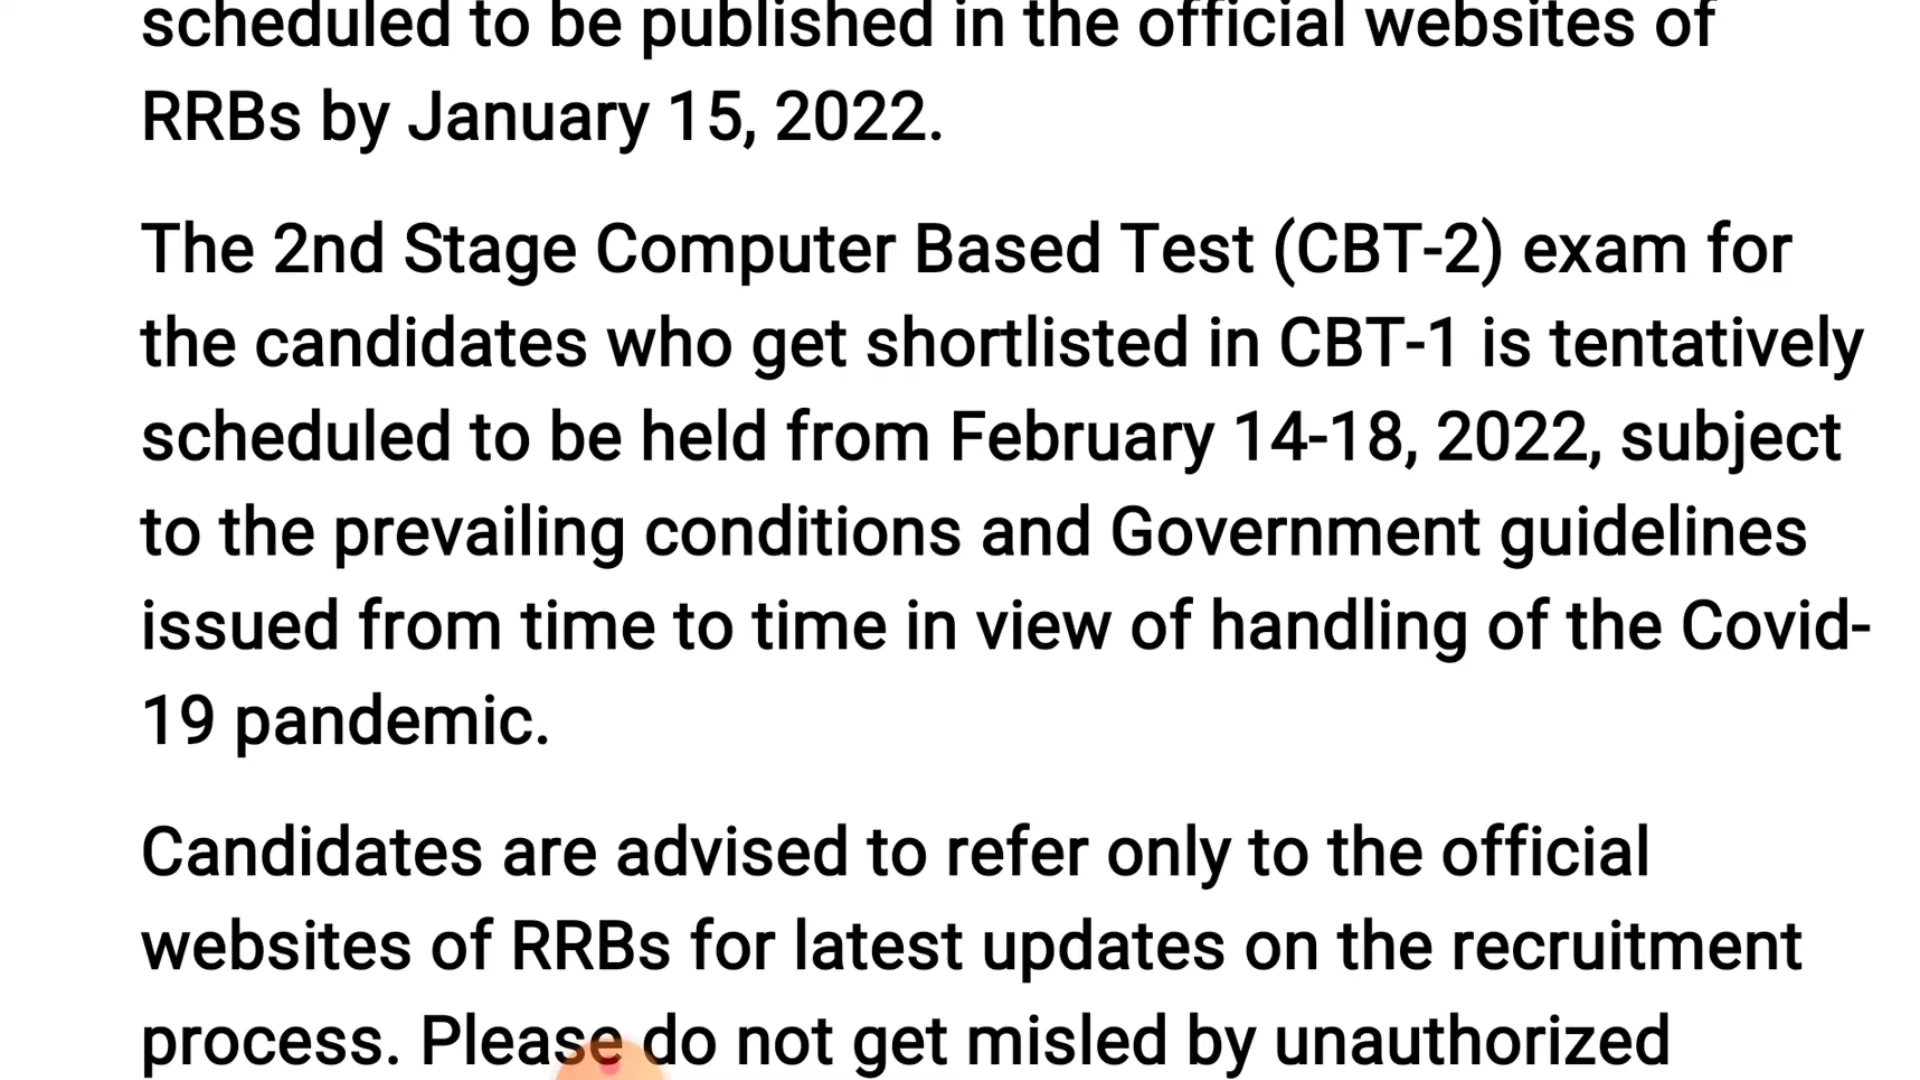 scheduled to be published in the official websites of
RRBs by January 15, 2022.
The 2nd Stage Computer Based Test (CBT-2) exam for
the candidates who get shortlisted in CBT-1 is tentatively
scheduled to be held from February 14-18, 2022, subject
to the prevailing conditions and Government guidelines
issued from time to time in view of handling of the Covid-
19 pandemic.
Candidates are advised to refer only to the official
websites of RRBs for latest updates on the recruitment
process. Please do not get misled by unauthorized